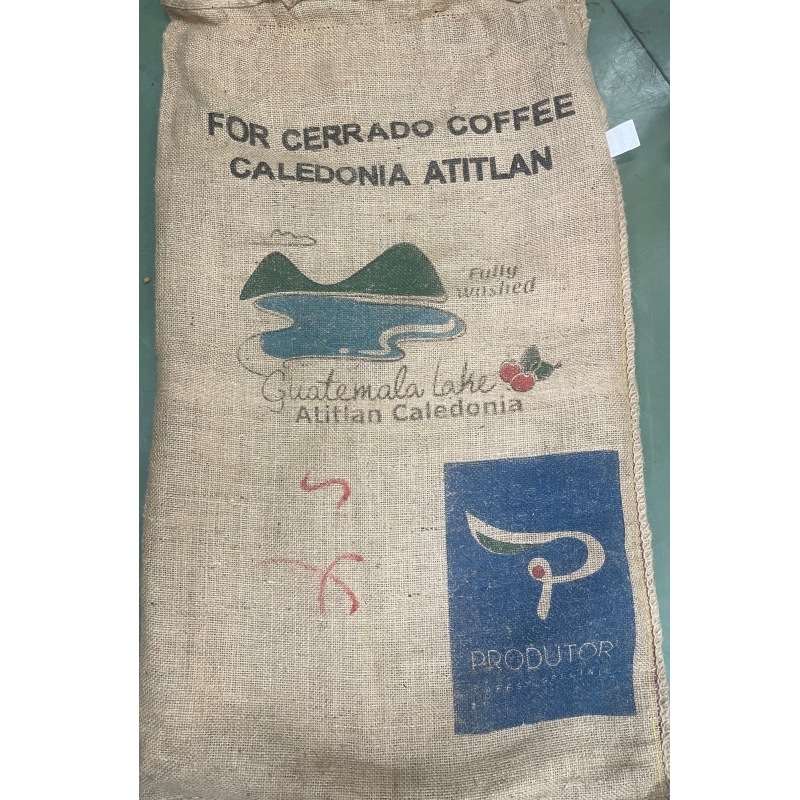 FOR CERRADO COFFEE
CALEDONIA ATITLAN
Fully
washed
Guatemala Lake
Atitlan Caledonia
PRODUTOR